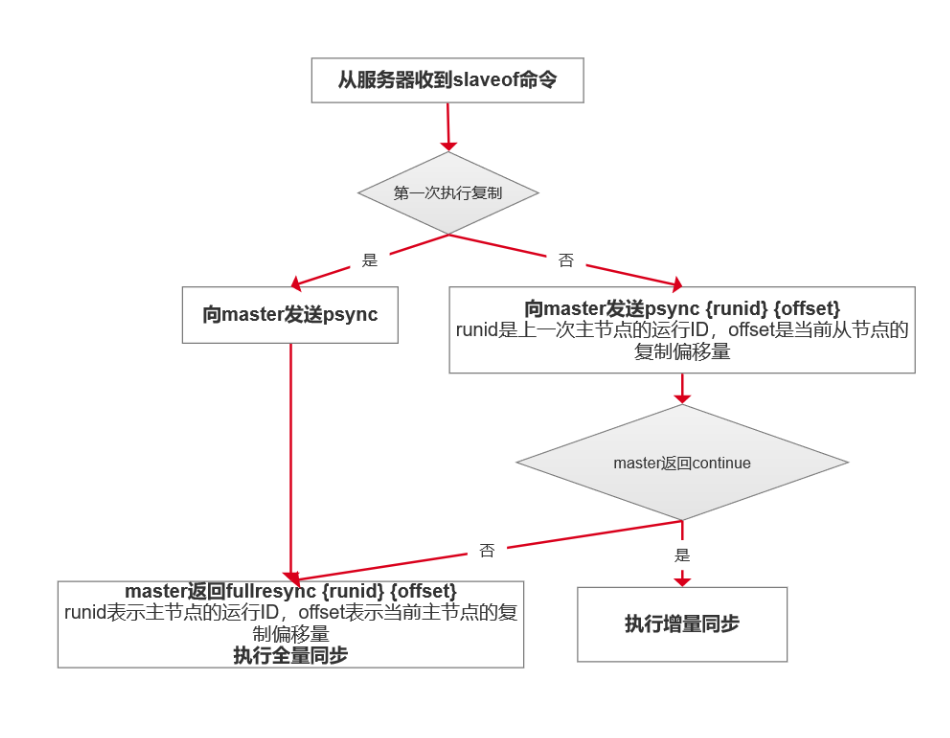 从服务器收到slaveof命令
第一次执行复制
是
否
向master发送psync
向master发送psync {runid} {offset}
runid是上一次主节点的运行ID，offset是当前从节点的
复制偏移量
master返回continue
否
是
master返回fullresync {runid} {offset}
runid表示主节点的运行ID，offset表示当前主节点的复
制偏移量
执行全量同步
执行增量同步